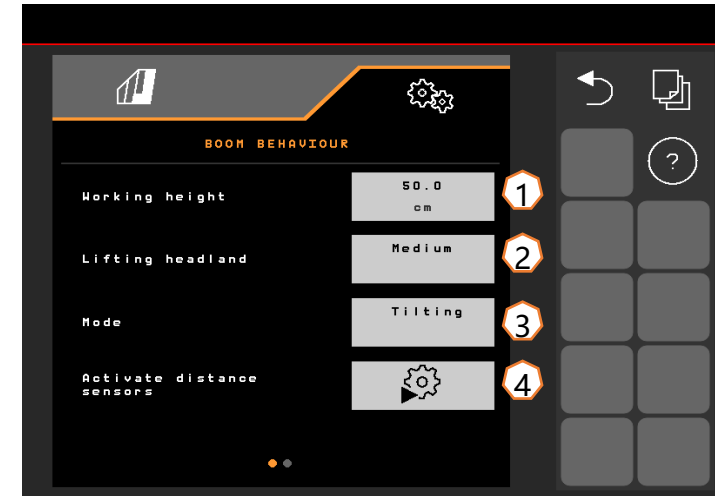 BOOM BEHAVIOUR
?
Working height
50.0
cm
1
Lifting headland
Medium
2
Mode
Tilting
3
Activate distance
sensors
4